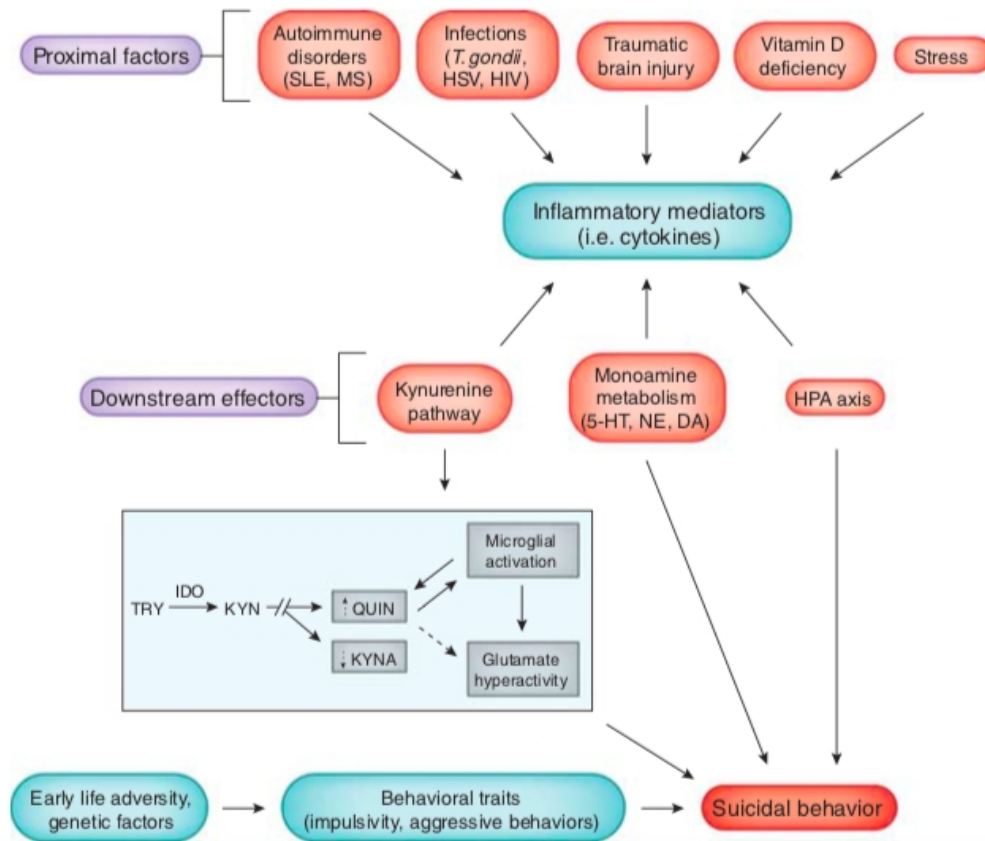 Proximal factors
Autoimmune
disorders
(SLE, MS)
Infections
(T. gondii,
HSV, HIV)
Traumatic
brain injury
Vitamin D
deficiency
Stress
Inflammatory mediators
(i.e. cytokines)
Downstream effectors
Kynurenine
pathway
Monoamine
metabolism
(5-HT, NE, DA)
HPA axis
Microglial
activation
IDO
TRY
KYN
QUIN
KYNA
Glutamate
hyperactivity
Early life adversity,
genetic factors
Behavioral traits
(impulsivity, aggressive behaviors)
Suicidal behavior